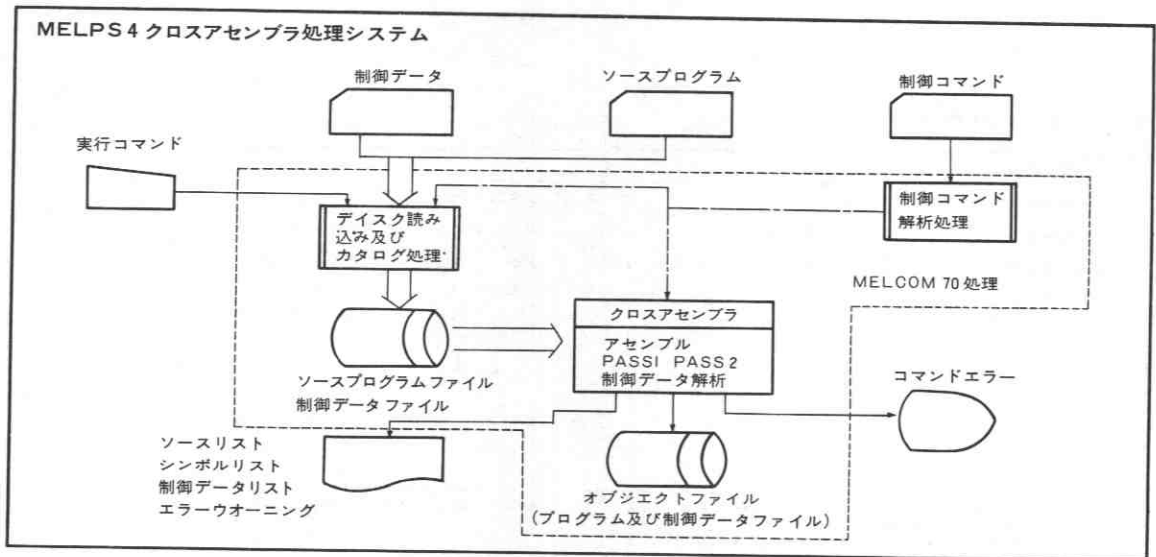 MELPS 4 クロスアセンブラ処理システム
制御データ
ソースプログラム
制御コマンド
実行コマンド
デイスク読み
込み及び
カタログ処理
制御コマンド
解析処理
MELCOM 70 処理
クロスアセンブラ
アセンブル
PASS1 PASS2
制御データ解析
ソースプログラムファイル
制御データファイル
コマンドエラー
ソースリスト
シンボルリスト
制御データリスト
エラーウオーニング
オブジエクトファイル
(プログラム及び制御データファイル)